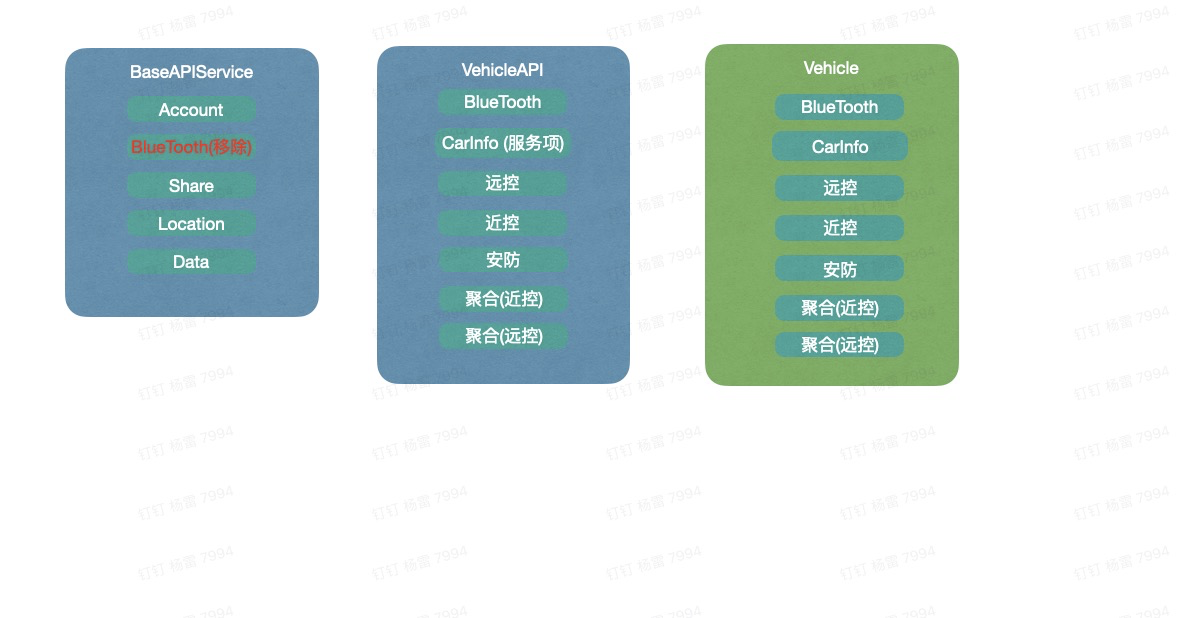 BaseAPIService
Account
BlueTooth(移除)
Share
Location
Data
VehicleAPI
BlueTooth
CarInfo (服务项)
远控
近控
安防
聚合(近控)
聚合(远控)
Vehicle
BlueTooth
CarInfo
远控
近控
安防
聚合(近控)
聚合(远控)
钉钉 杨雷 7994